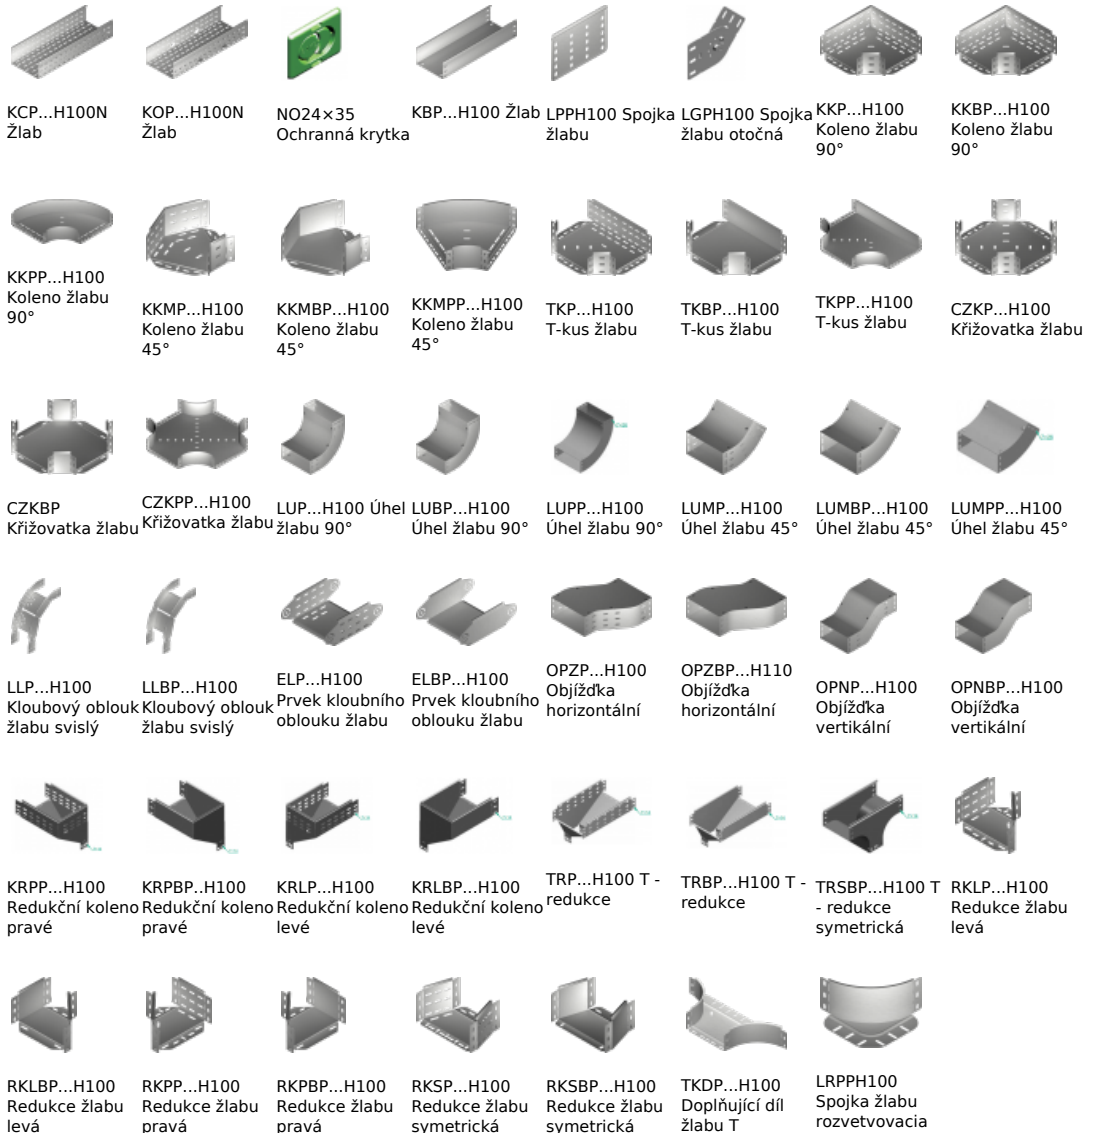 KCP...H100N
Žlab
KOP...H100N
Žlab
NO24×35
Ochranná krytka
KBP...H100 Žlab
LPPH100 Spojka
žlabu
LGPH100 Spojka
žlabu otočná
KKP...H100
Koleno žlabu
90°
KKBP...H100
Koleno žlabu
90°
KKPP...H100
Koleno žlabu
90°
KKMP...H100
Koleno žlabu
45°
KKMBP...H100
Koleno žlabu
45°
KKMPP...H100
Koleno žlabu
45°
TKP...H100
T-kus žlabu
TKBP...H100
T-kus žlabu
TKPP...H100
T-kus žlabu
CZKP...H100
Křižovatka žlabu
CZKBP
Křižovatka žlabu
CZKPP...H100
Křižovatka žlabu
LUP...H100 Úhel
žlabu 90°
LUBP...H100
Úhel žlabu 90°
LUPP...H100
Úhel žlabu 90°
LUMP...H100
Úhel žlabu 45°
LUMBP...H100
Úhel žlabu 45°
LUMPP...H100
Úhel žlabu 45°
LLP...H100
Kloubový oblouk
žlabu svislý
LLBP...H100
Kloubový oblouk
žlabu svislý
ELP...H100
Prvek kloubního
oblouku žlabu
ELBP...H100
Prvek kloubního
oblouku žlabu
OPZP...H100
Objížďka
horizontální
OPZBP...H110
Objížďka
horizontální
OPNP...H100
Objížďka
vertikální
OPNBP...H100
Objížďka
vertikální
KRPP...H100
Redukční koleno
pravé
KRPBP..H100
Redukční koleno
pravé
KRLP...H100
Redukční koleno
levé
KRLBP...H100
Redukční koleno
levé
TRP...H100 T -
redukce
TRBP...H100 T -
redukce
TRSBP...H100 T
- redukce
symetrická
RKLP...H100
Redukce žlabu
levá
RKLBP...H100
Redukce žlabu
levá
RKPP...H100
Redukce žlabu
pravá
RKPBP...H100
Redukce žlabu
pravá
RKSP...H100
Redukce žlabu
symetrická
RKSBP...H100
Redukce žlabu
symetrická
TKDP...H100
Doplňující díl
žlabu T
LRPPH100
Spojka žlabu
rozvetvovacia